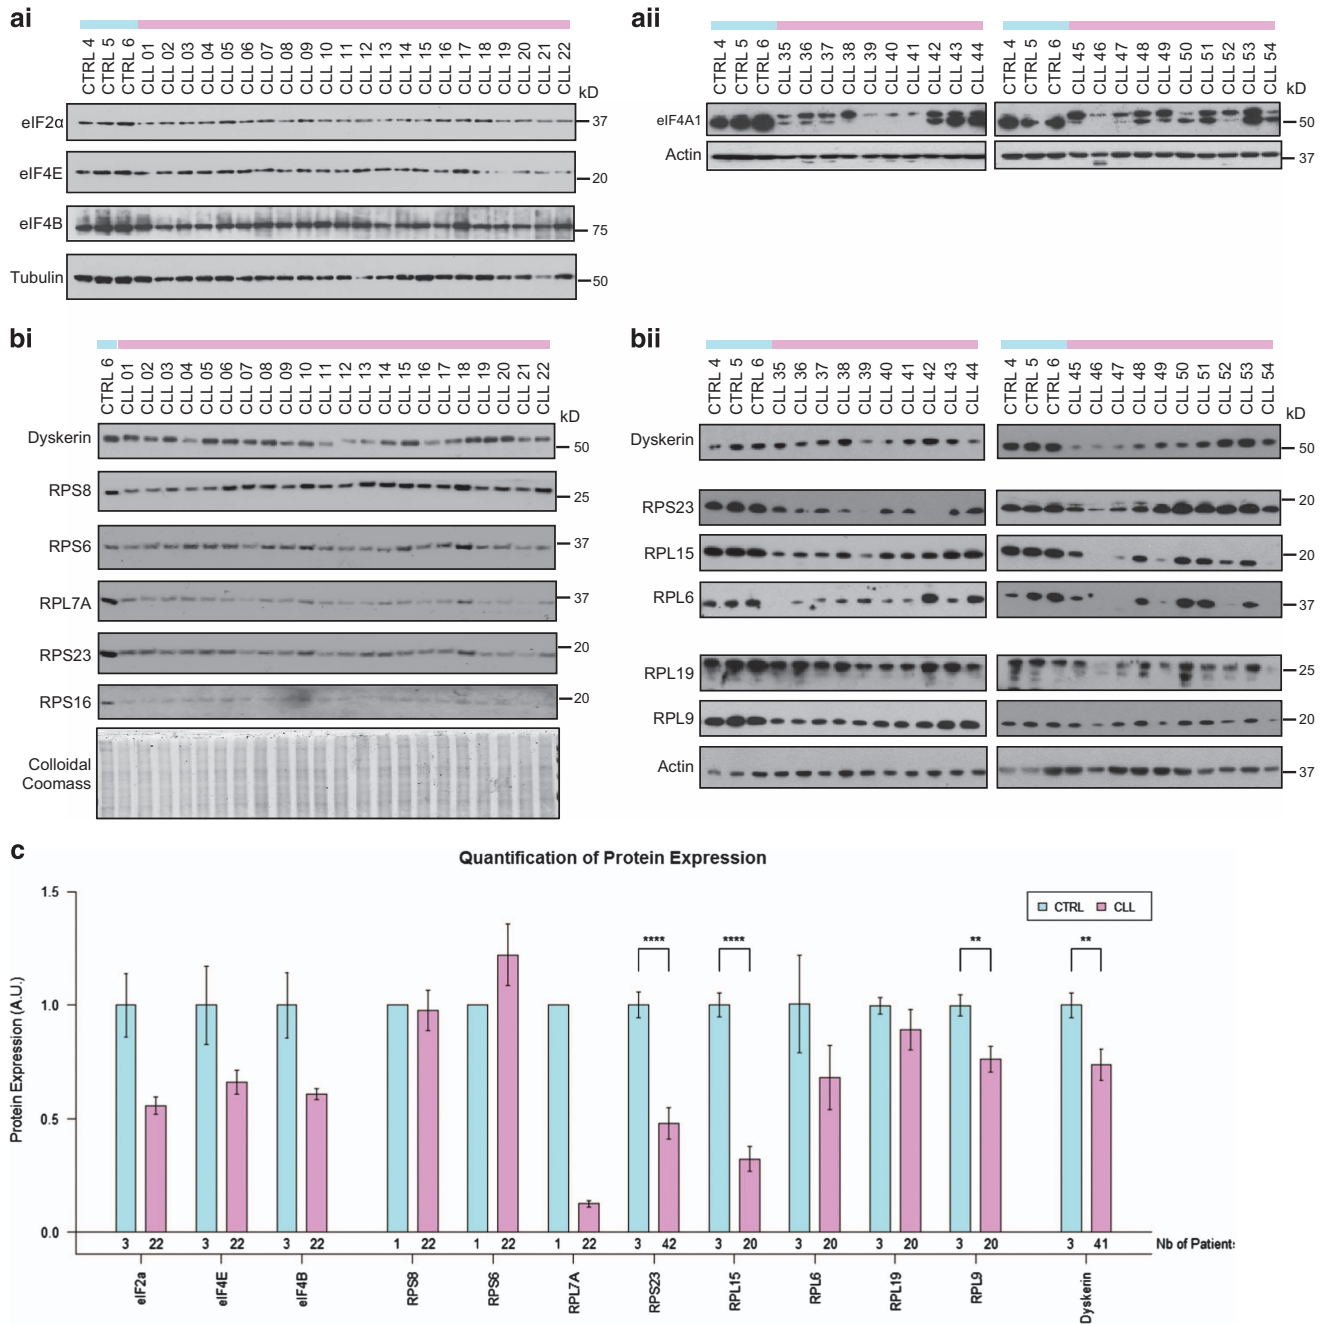 ai
CTRL 4
CTRL 5
CTRL 6
CLL 01
CLL 02
CLL 03
CLL 04
CLL 05
CLL 06
CLL 07
CLL 08
CLL 09
CLL 10
CLL 11
CLL 12
CLL 13
CLL 14
CLL 15
CLL 16
CLL 17
CLL 18
CLL 19
CLL 20
CLL 21
CLL 22
kD
eIF2α
37
eIF4E
20
eIF4B
75
Tubulin
50
aii
CTRL 4
CTRL 5
CTRL 6
CLL 35
CLL 36
CLL 37
CLL 38
CLL 39
CLL 40
CLL 41
CLL 42
CLL 43
CLL 44
CTRL 4
CTRL 5
CTRL 6
CLL 45
CLL 46
CLL 47
CLL 48
CLL 49
CLL 50
CLL 51
CLL 52
CLL 53
CLL 54
kD
eIF4A1
50
Actin
37
bi
CTRL 6
CLL 01
CLL 02
CLL 03
CLL 04
CLL 05
CLL 06
CLL 07
CLL 08
CLL 09
CLL 10
CLL 11
CLL 12
CLL 13
CLL 14
CLL 15
CLL 16
CLL 17
CLL 18
CLL 19
CLL 20
CLL 21
CLL 22
kD
Dyskerin
50
RPS8
25
RPS6
37
RPL7A
37
RPS23
20
RPS16
20
Colloidal
Coomass
bii
CTRL 4
CTRL 5
CTRL 6
CLL 35
CLL 36
CLL 37
CLL 38
CLL 39
CLL 40
CLL 41
CLL 42
CLL 43
CLL 44
CTRL 4
CTRL 5
CTRL 6
CLL 45
CLL 46
CLL 47
CLL 48
CLL 49
CLL 50
CLL 51
CLL 52
CLL 53
CLL 54
kD
Dyskerin
50
RPS23
20
RPL15
20
RPL6
37
RPL19
25
RPL9
20
Actin
37
c
Quantification of Protein Expression
Protein Expression (A.U.)
1.5
1.0
0.5
0.0
CTRL CLL
**** **** ** **
3 22 3 22 3 22 1 22 1 22 1 22 3 42 3 20 3 20 3 20 3 20 3 41 Nb of Patient:
eIF2a
eIF4E
eIF4B
RPS8
RPS6
RPL7A
RPS23
RPL15
RPL6
RPL19
RPL9
Dyskerin